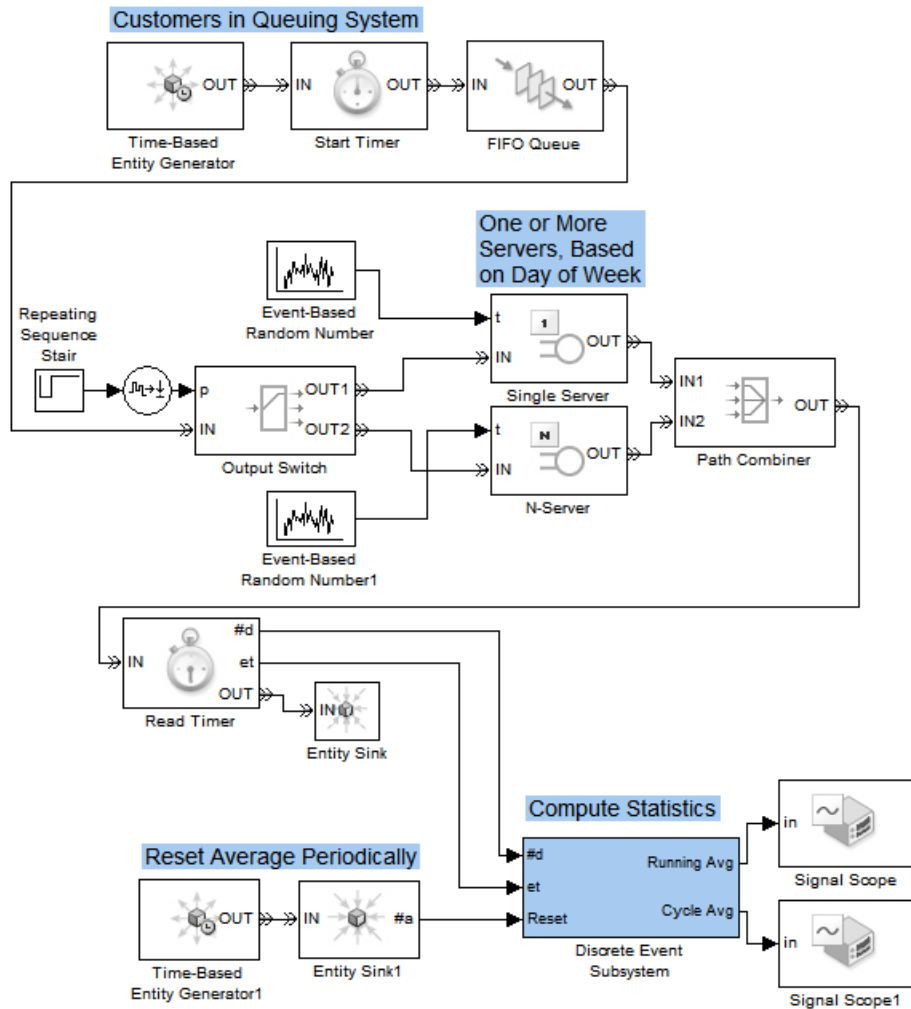 Customers in Queuing System
OUT
IN
OUT
IN
OUT
Time-Based
Entity Generator
Start Timer
FIFO Queue
One or More
Servers, Based
on Day of Week
Repeating
Sequence
Stair
Event-Based
Random Number
t
1
OUT
IN
Single Server
p
OUT1
IN
OUT2
Output Switch
t
N
OUT
IN
N-Server
IN1
OUT
IN2
Path Combiner
Event-Based
Random Number1
#d
IN
et
OUT
Read Timer
IN
Entity Sink
Compute Statistics
in
Signal Scope
Reset Average Periodically
#d
Running Avg
et
Cycle Avg
Reset
Discrete Event
Subsystem
OUT
IN
#a
Time-Based
Entity Generator1
Entity Sink1
in
Signal Scope1